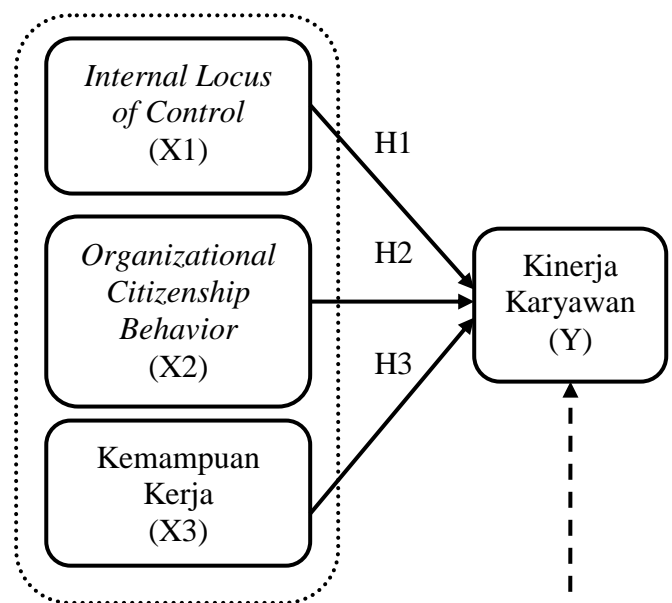 Internal Locus
of Control
(X1)
H1
Organizational
Citizenship
Behavior
(X2)
H2
Kinerja
Karyawan
(Y)
H3
Kemampuan
Kerja
(X3)